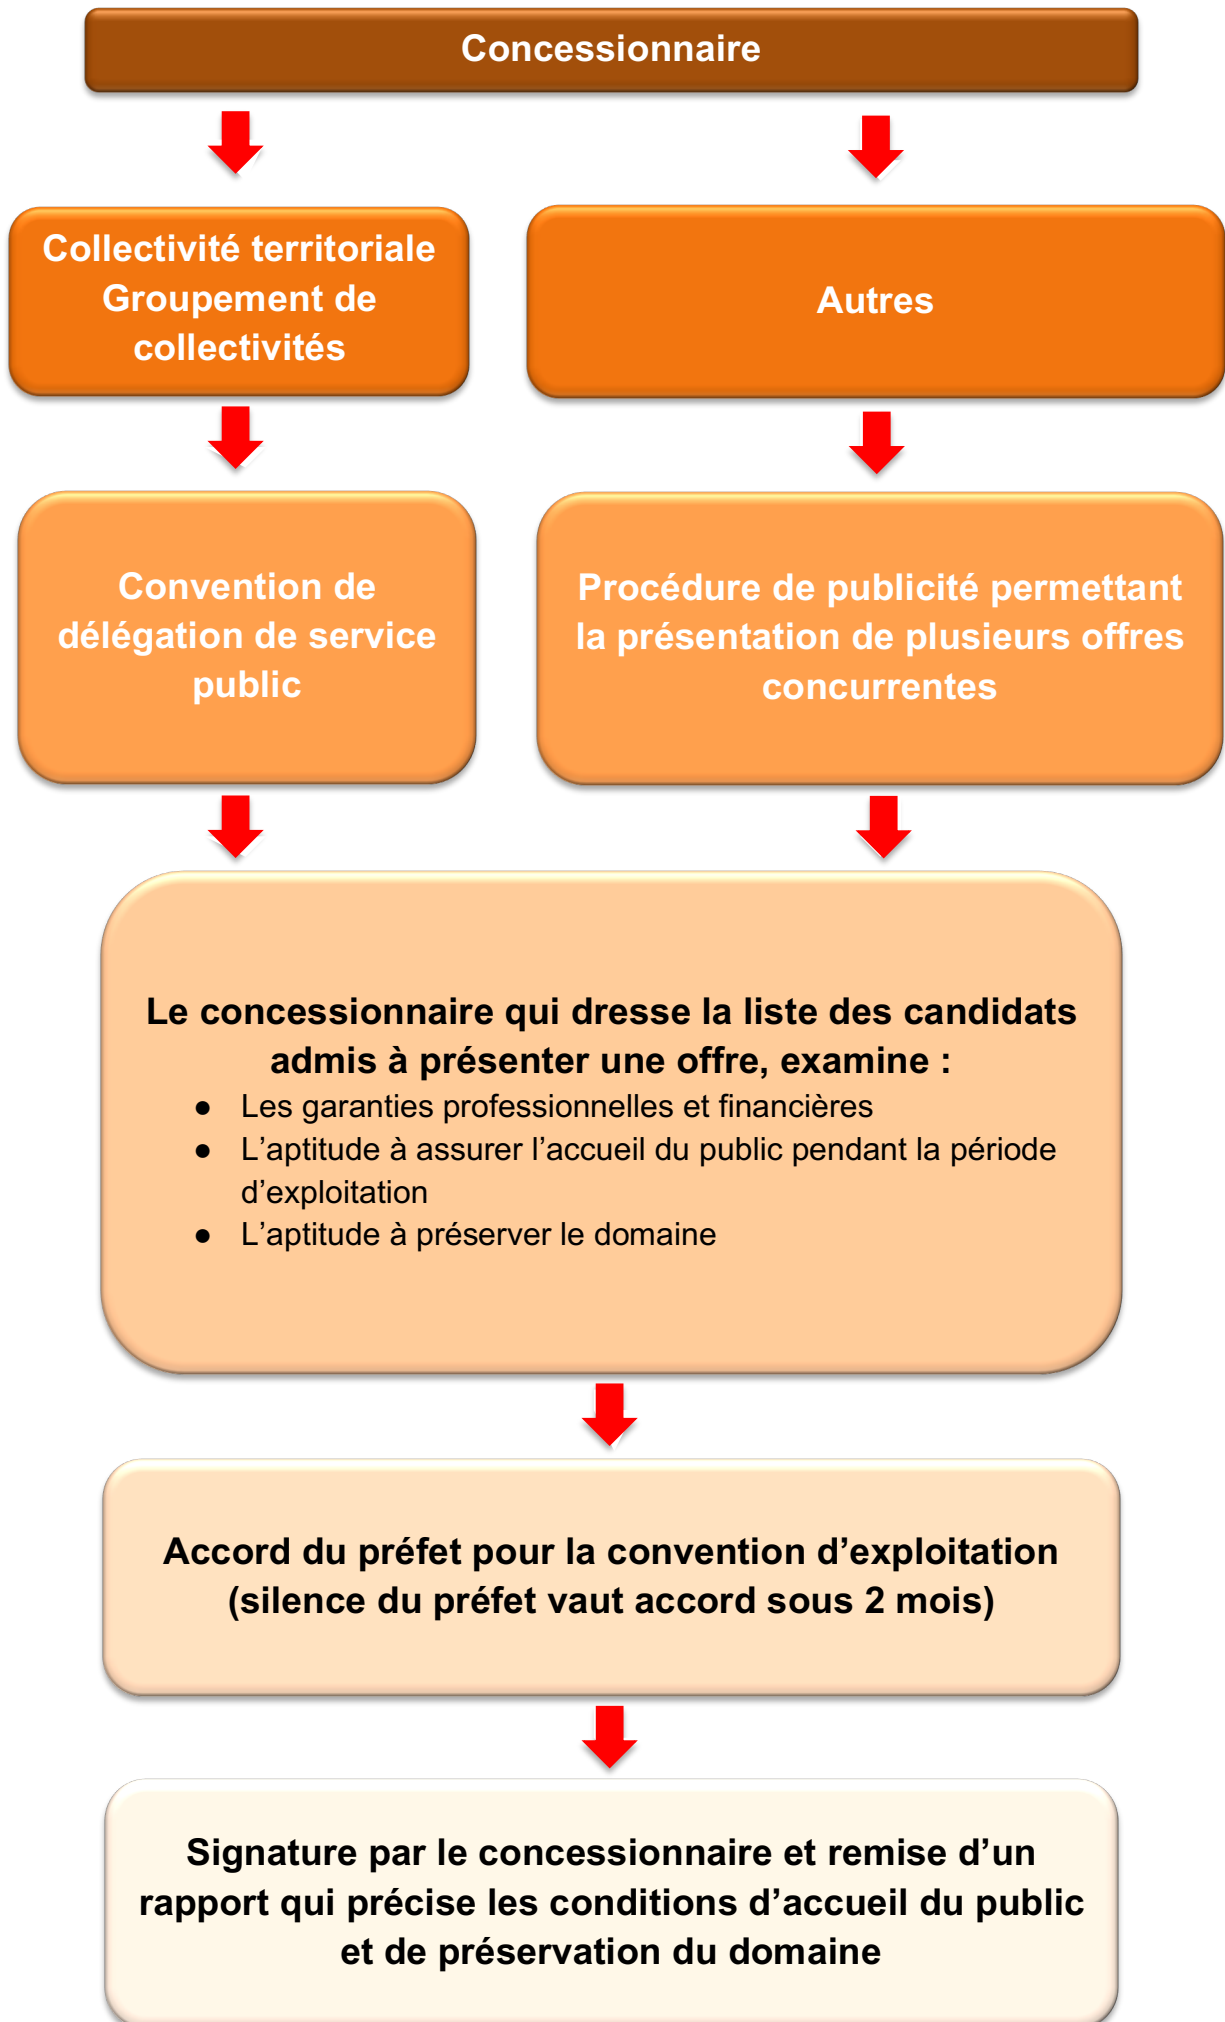 Concessionnaire
Collectivité territoriale
Groupement de
collectivités
Autres
Convention de
délégation de service
public
Procédure de publicité permettant
la présentation de plusieurs offres
concurrentes
Le concessionnaire qui dresse la liste des candidats
admis à présenter une offre, examine :
● Les garanties professionnelles et financières
● L’aptitude à assurer l’accueil du public pendant la période
d’exploitation
● L’aptitude à préserver le domaine
Accord du préfet pour la convention d’exploitation
(silence du préfet vaut accord sous 2 mois)
Signature par le concessionnaire et remise d’un
rapport qui précise les conditions d’accueil du public
et de préservation du domaine